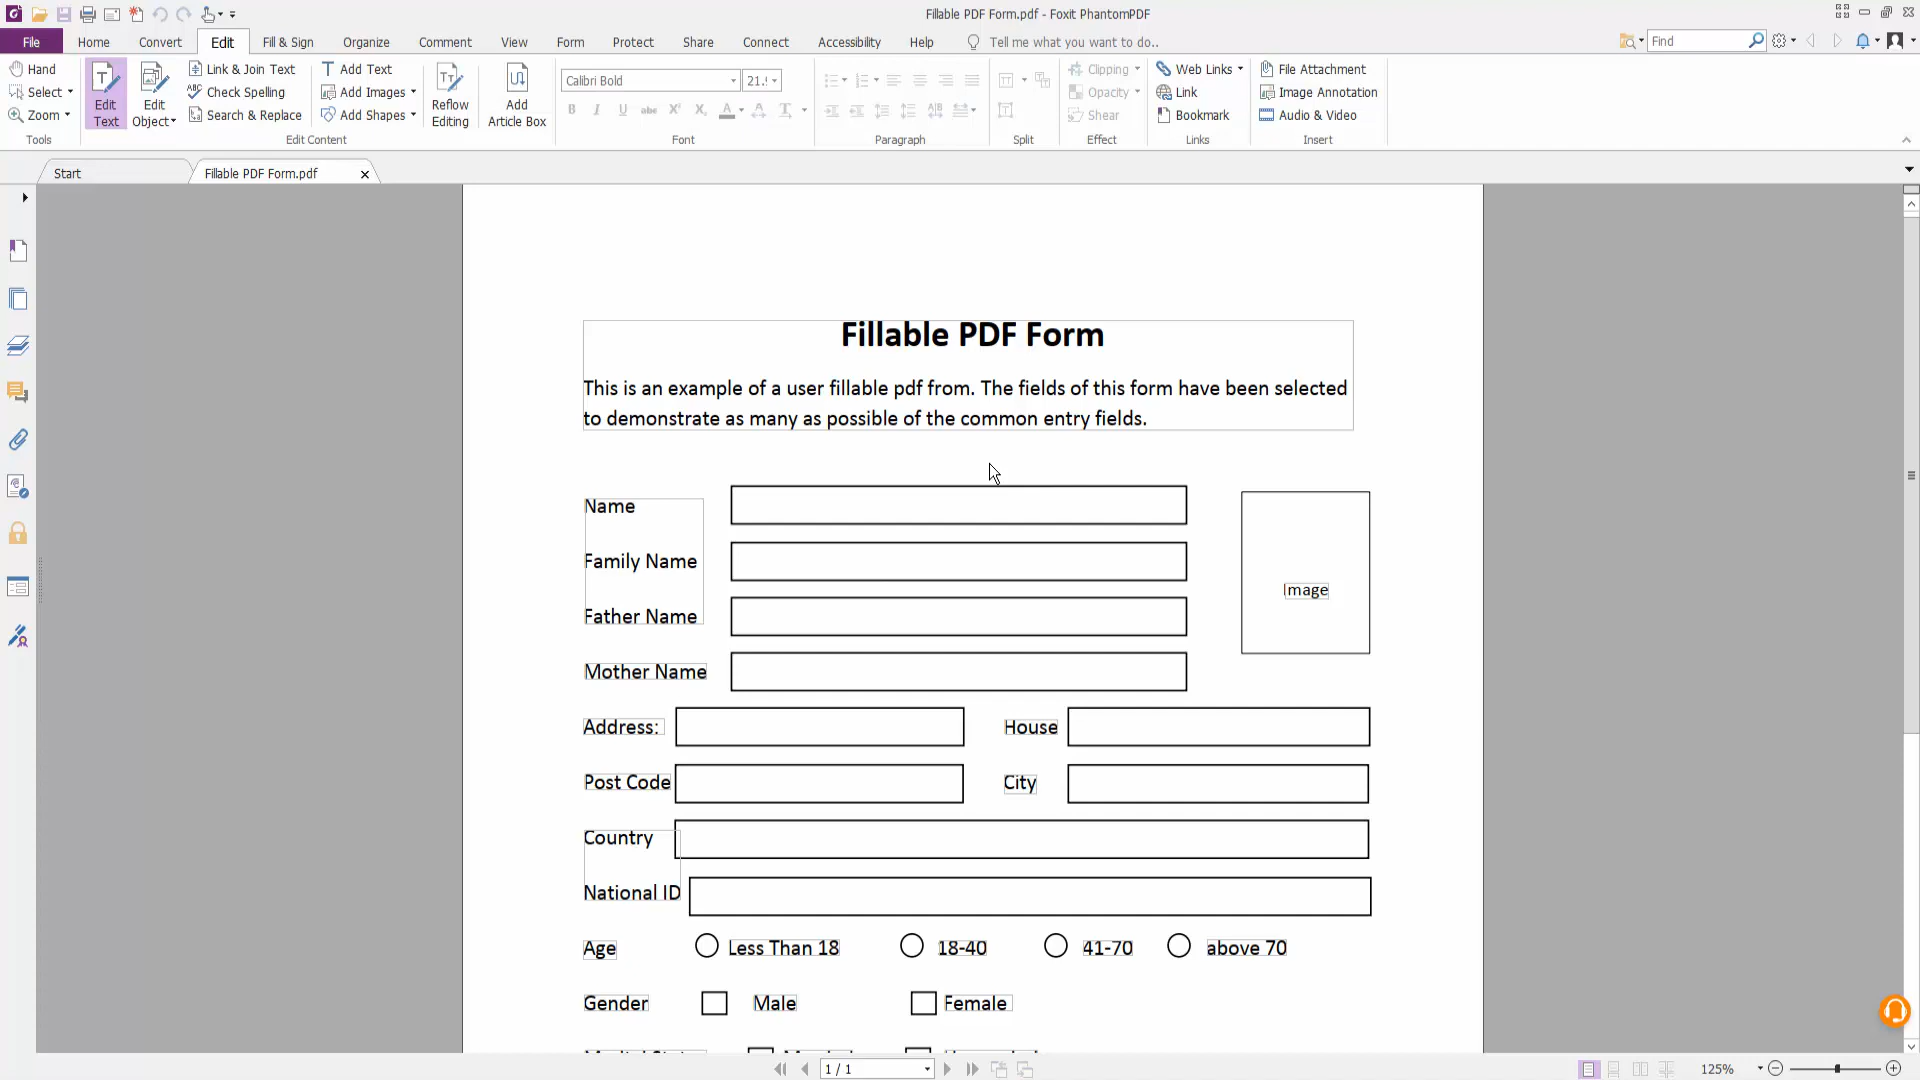 Fillable PDF Form.pdf - Foxit PhantomPDF
File Home Convert Edit Fill & Sign Organize Comment View Form Protect Share Connect Accessibility Help Tell me what you want to do.. Find
Hand
Select
Zoom
Tools
Edit Text
Edit Object
Link & Join Text
Check Spelling
Search & Replace
Add Text
Add Images
Add Shapes
Reflow Editing
Edit Content
Add Article Box
Calibri Bold 21.
B I U abc X² X₂ A A T
Font
Paragraph
Split
Clipping
Opacity
Shear
Effect
Web Links
Link
Bookmark
Links
File Attachment
Image Annotation
Audio & Video
Insert
Start Fillable PDF Form.pdf
Fillable PDF Form
This is an example of a user fillable pdf from. The fields of this form have been selected
to demonstrate as many as possible of the common entry fields.
Name
Family Name
Father Name
Image
Mother Name
Address: House
Post Code City
Country
National ID
Age Less Than 18 18-40 41-70 above 70
Gender Male Female
1 / 1 125%